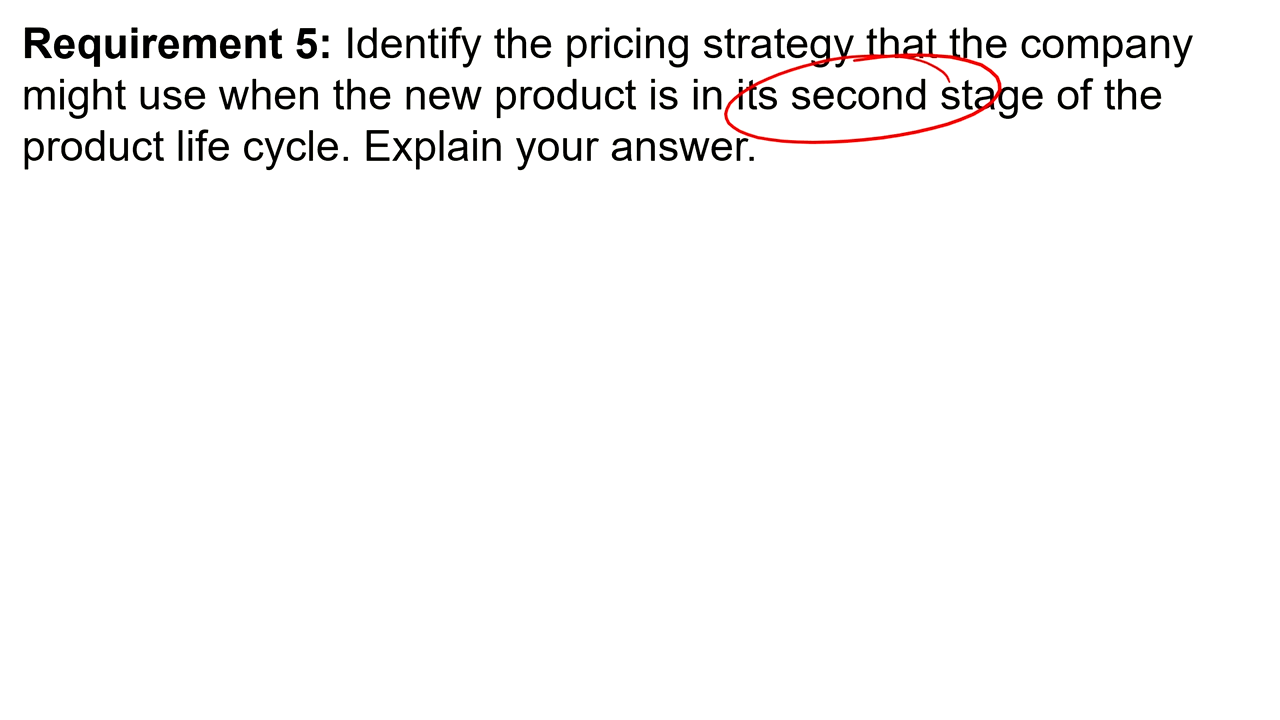 Requirement 5: Identify the pricing strategy that the company
might use when the new product is in its second stage of the
product life cycle. Explain your answer.